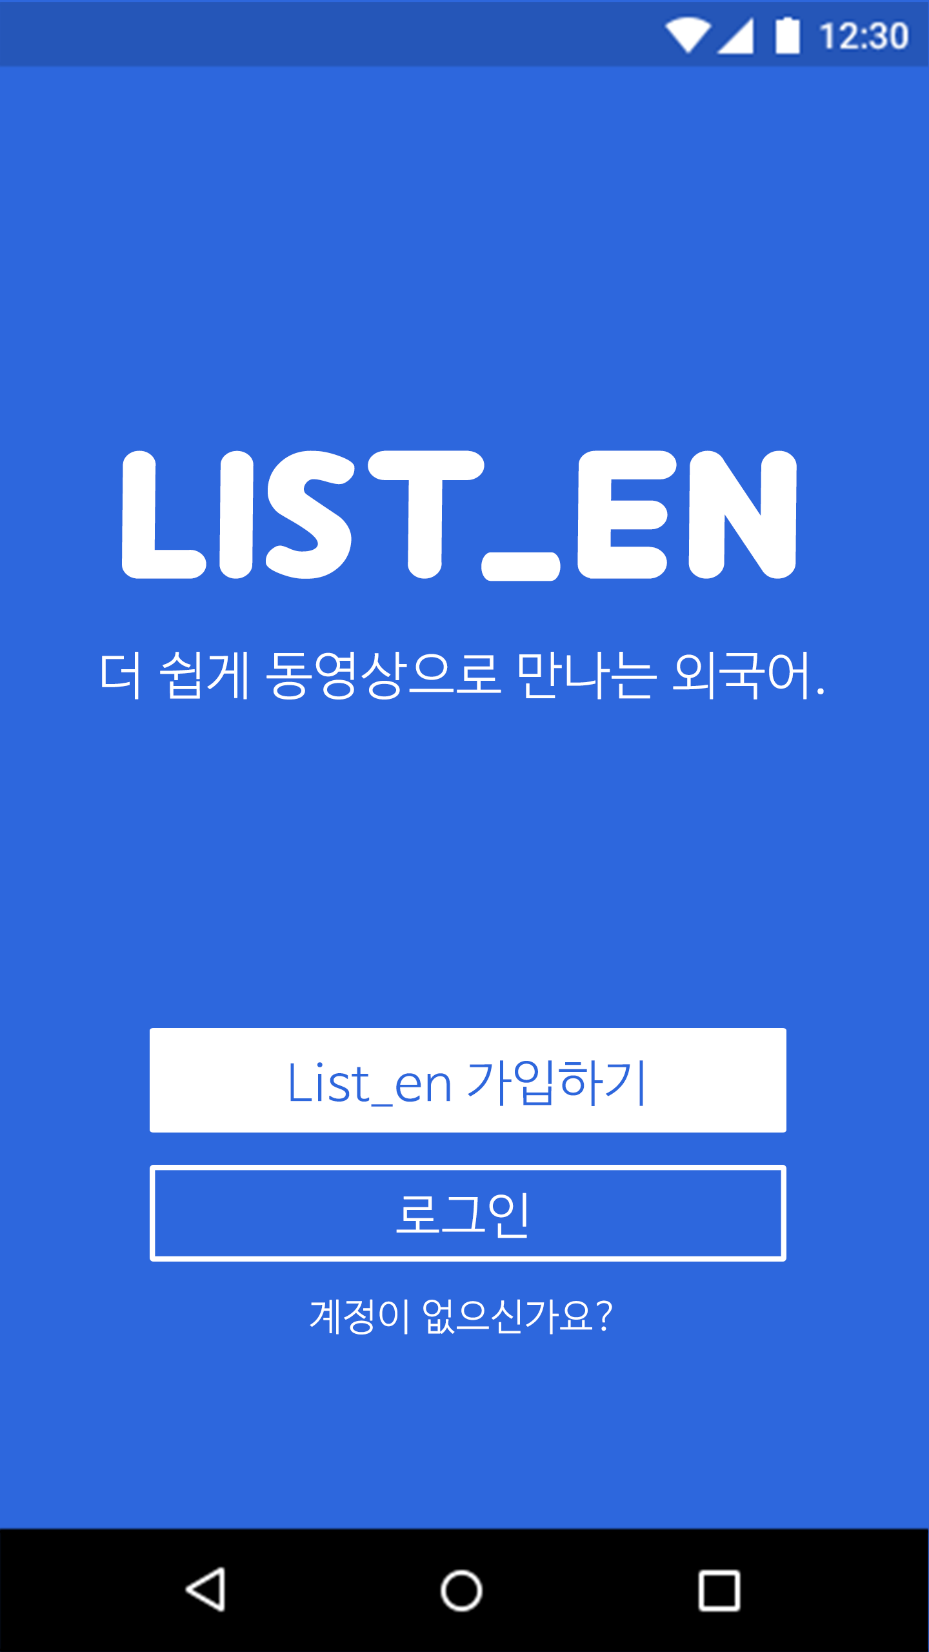 12:30
LIST_EN
더 쉽게 동영상으로 만나는 외국어.
List_en 가입하기
로그인
계정이 없으신가요?